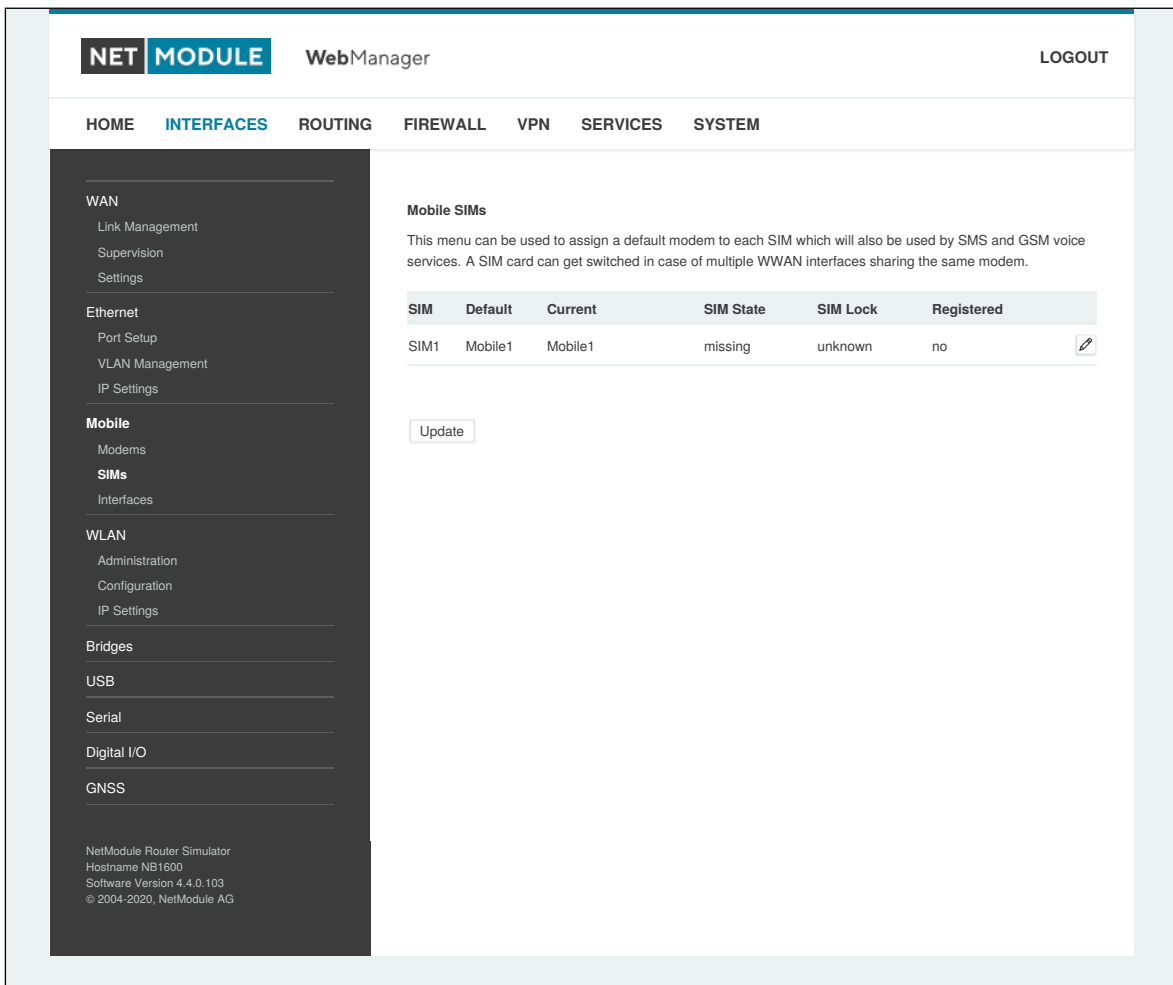 NET MODULE WebManager LOGOUT
HOME INTERFACES ROUTING FIREWALL VPN SERVICES SYSTEM
WAN
Link Management
Supervision
Settings
Ethernet
Port Setup
VLAN Management
IP Settings
Mobile
Modems
SIMs
Interfaces
WLAN
Administration
Configuration
IP Settings
Bridges
USB
Serial
Digital I/O
GNSS
NetModule Router Simulator
Hostname NB1600
Software Version 4.4.0.103
© 2004-2020, NetModule AG
Mobile SIMs
This menu can be used to assign a default modem to each SIM which will also be used by SMS and GSM voice
services. A SIM card can get switched in case of multiple WWAN interfaces sharing the same modem.
SIM Default Current SIM State SIM Lock Registered
SIM1 Mobile1 Mobile1 missing unknown no
Update